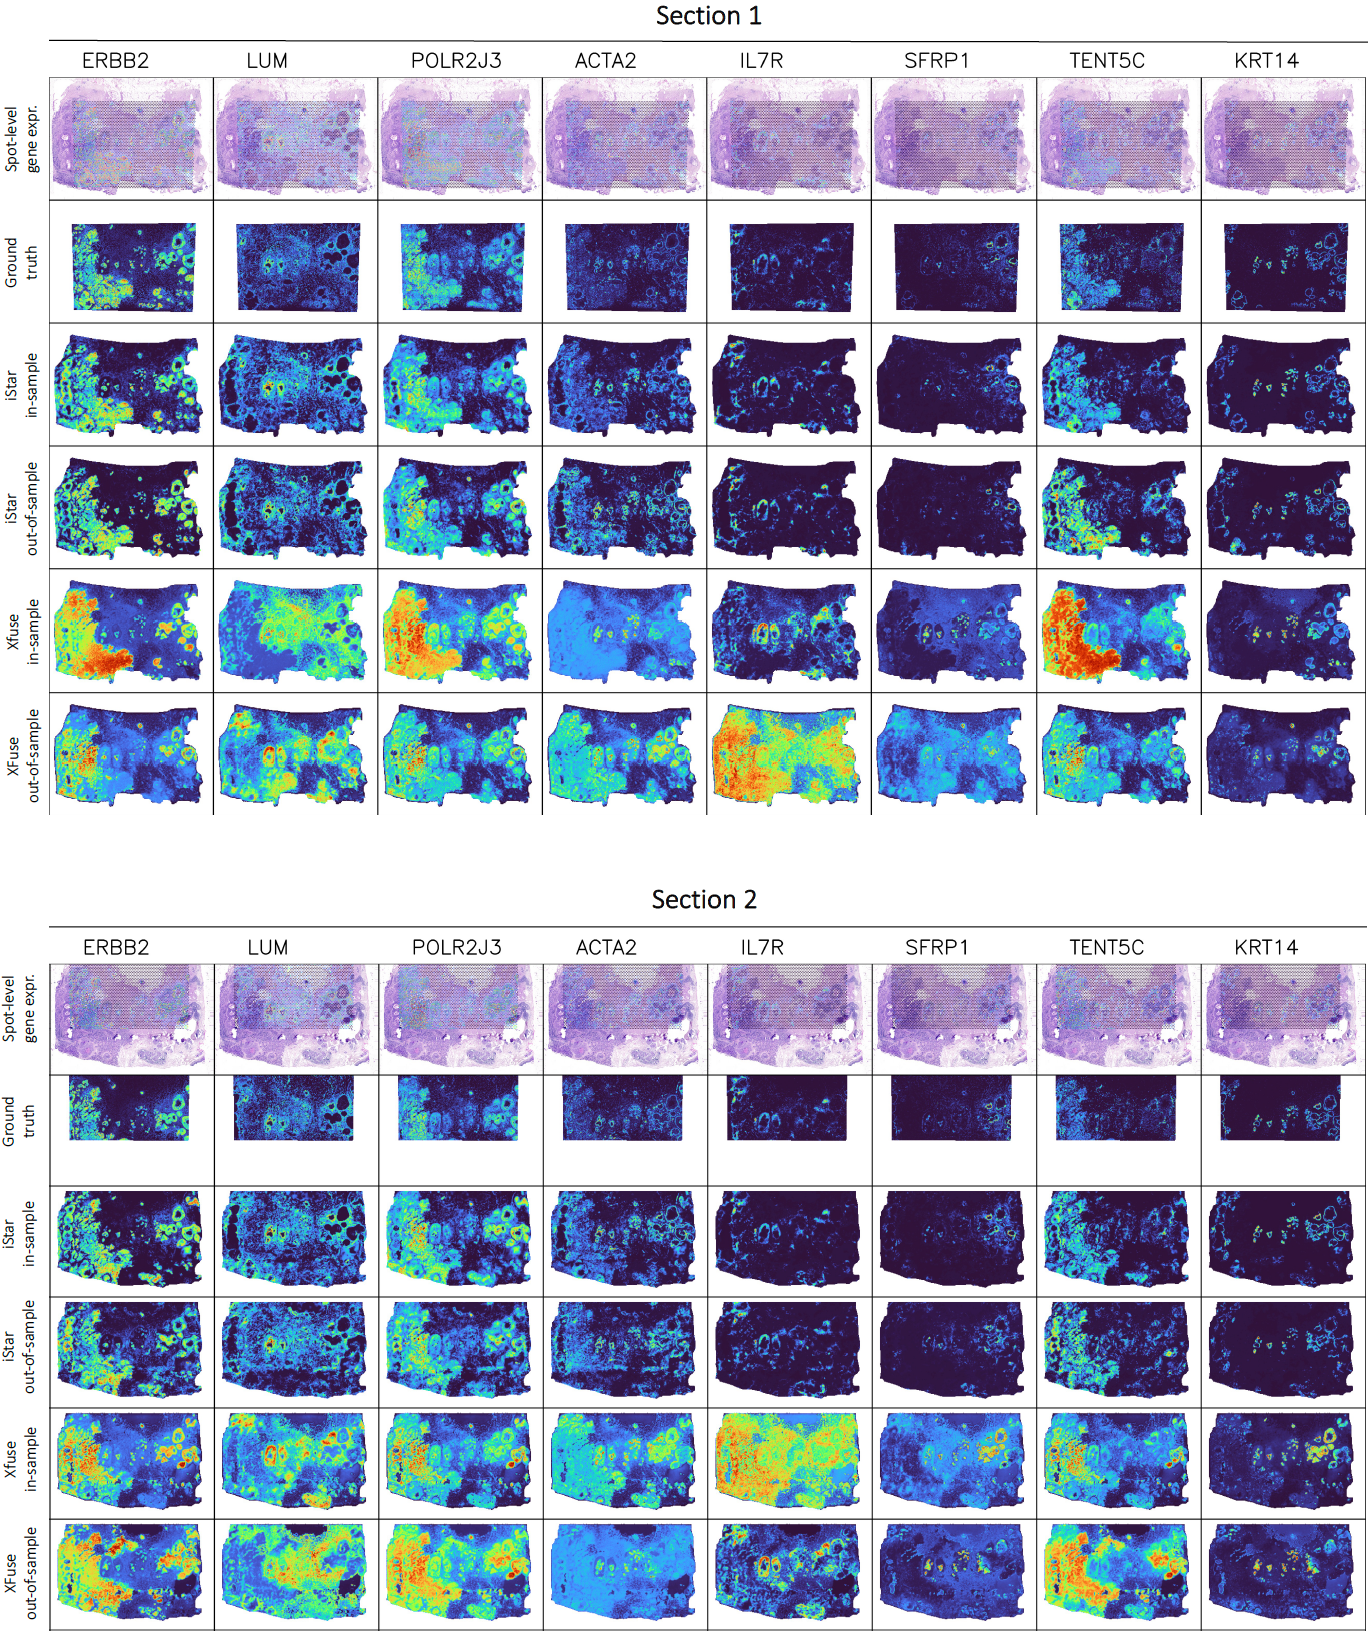 Section 1
ERBB2 LUM POLR2J3 ACTA2 IL7R SFRP1 TENT5C KRT14
Spot-level
gene expr.
Ground
truth
iStar
in-sample
iStar
out-of-sample
Xfuse
in-sample
XFuse
out-of-sample
Section 2
ERBB2 LUM POLR2J3 ACTA2 IL7R SFRP1 TENT5C KRT14
Spot-level
gene expr.
Ground
truth
iStar
in-sample
iStar
out-of-sample
Xfuse
in-sample
XFuse
out-of-sample